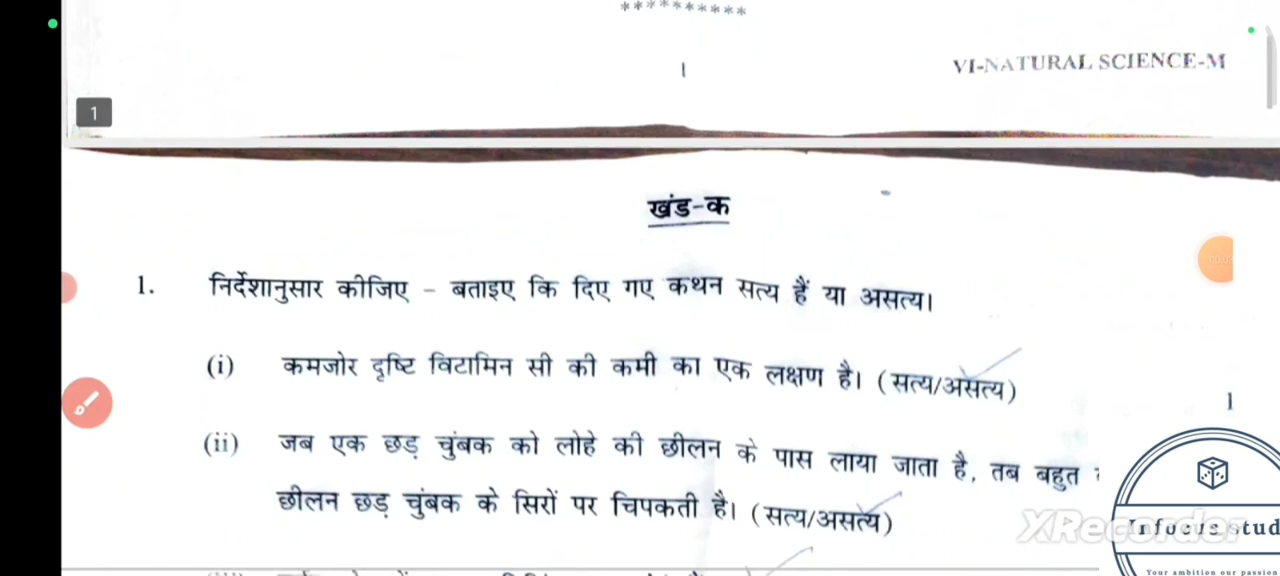 **********
1
VI-NATURAL SCIENCE-M
1
खंड-क
1. निर्देशानुसार कीजिए - बताइए कि दिए गए कथन सत्य हैं या असत्य।
(i) कमजोर दृष्टि विटामिन सी की कमी का एक लक्षण है। (सत्य/असत्य)
1
(ii) जब एक छड़ चुंबक को लोहे की छीलन के पास लाया जाता है, तब बहुत
छीलन छड़ चुंबक के सिरों पर चिपकती है। (सत्य/असत्य)
XRecorder
Infocus stud
Your ambition our passion